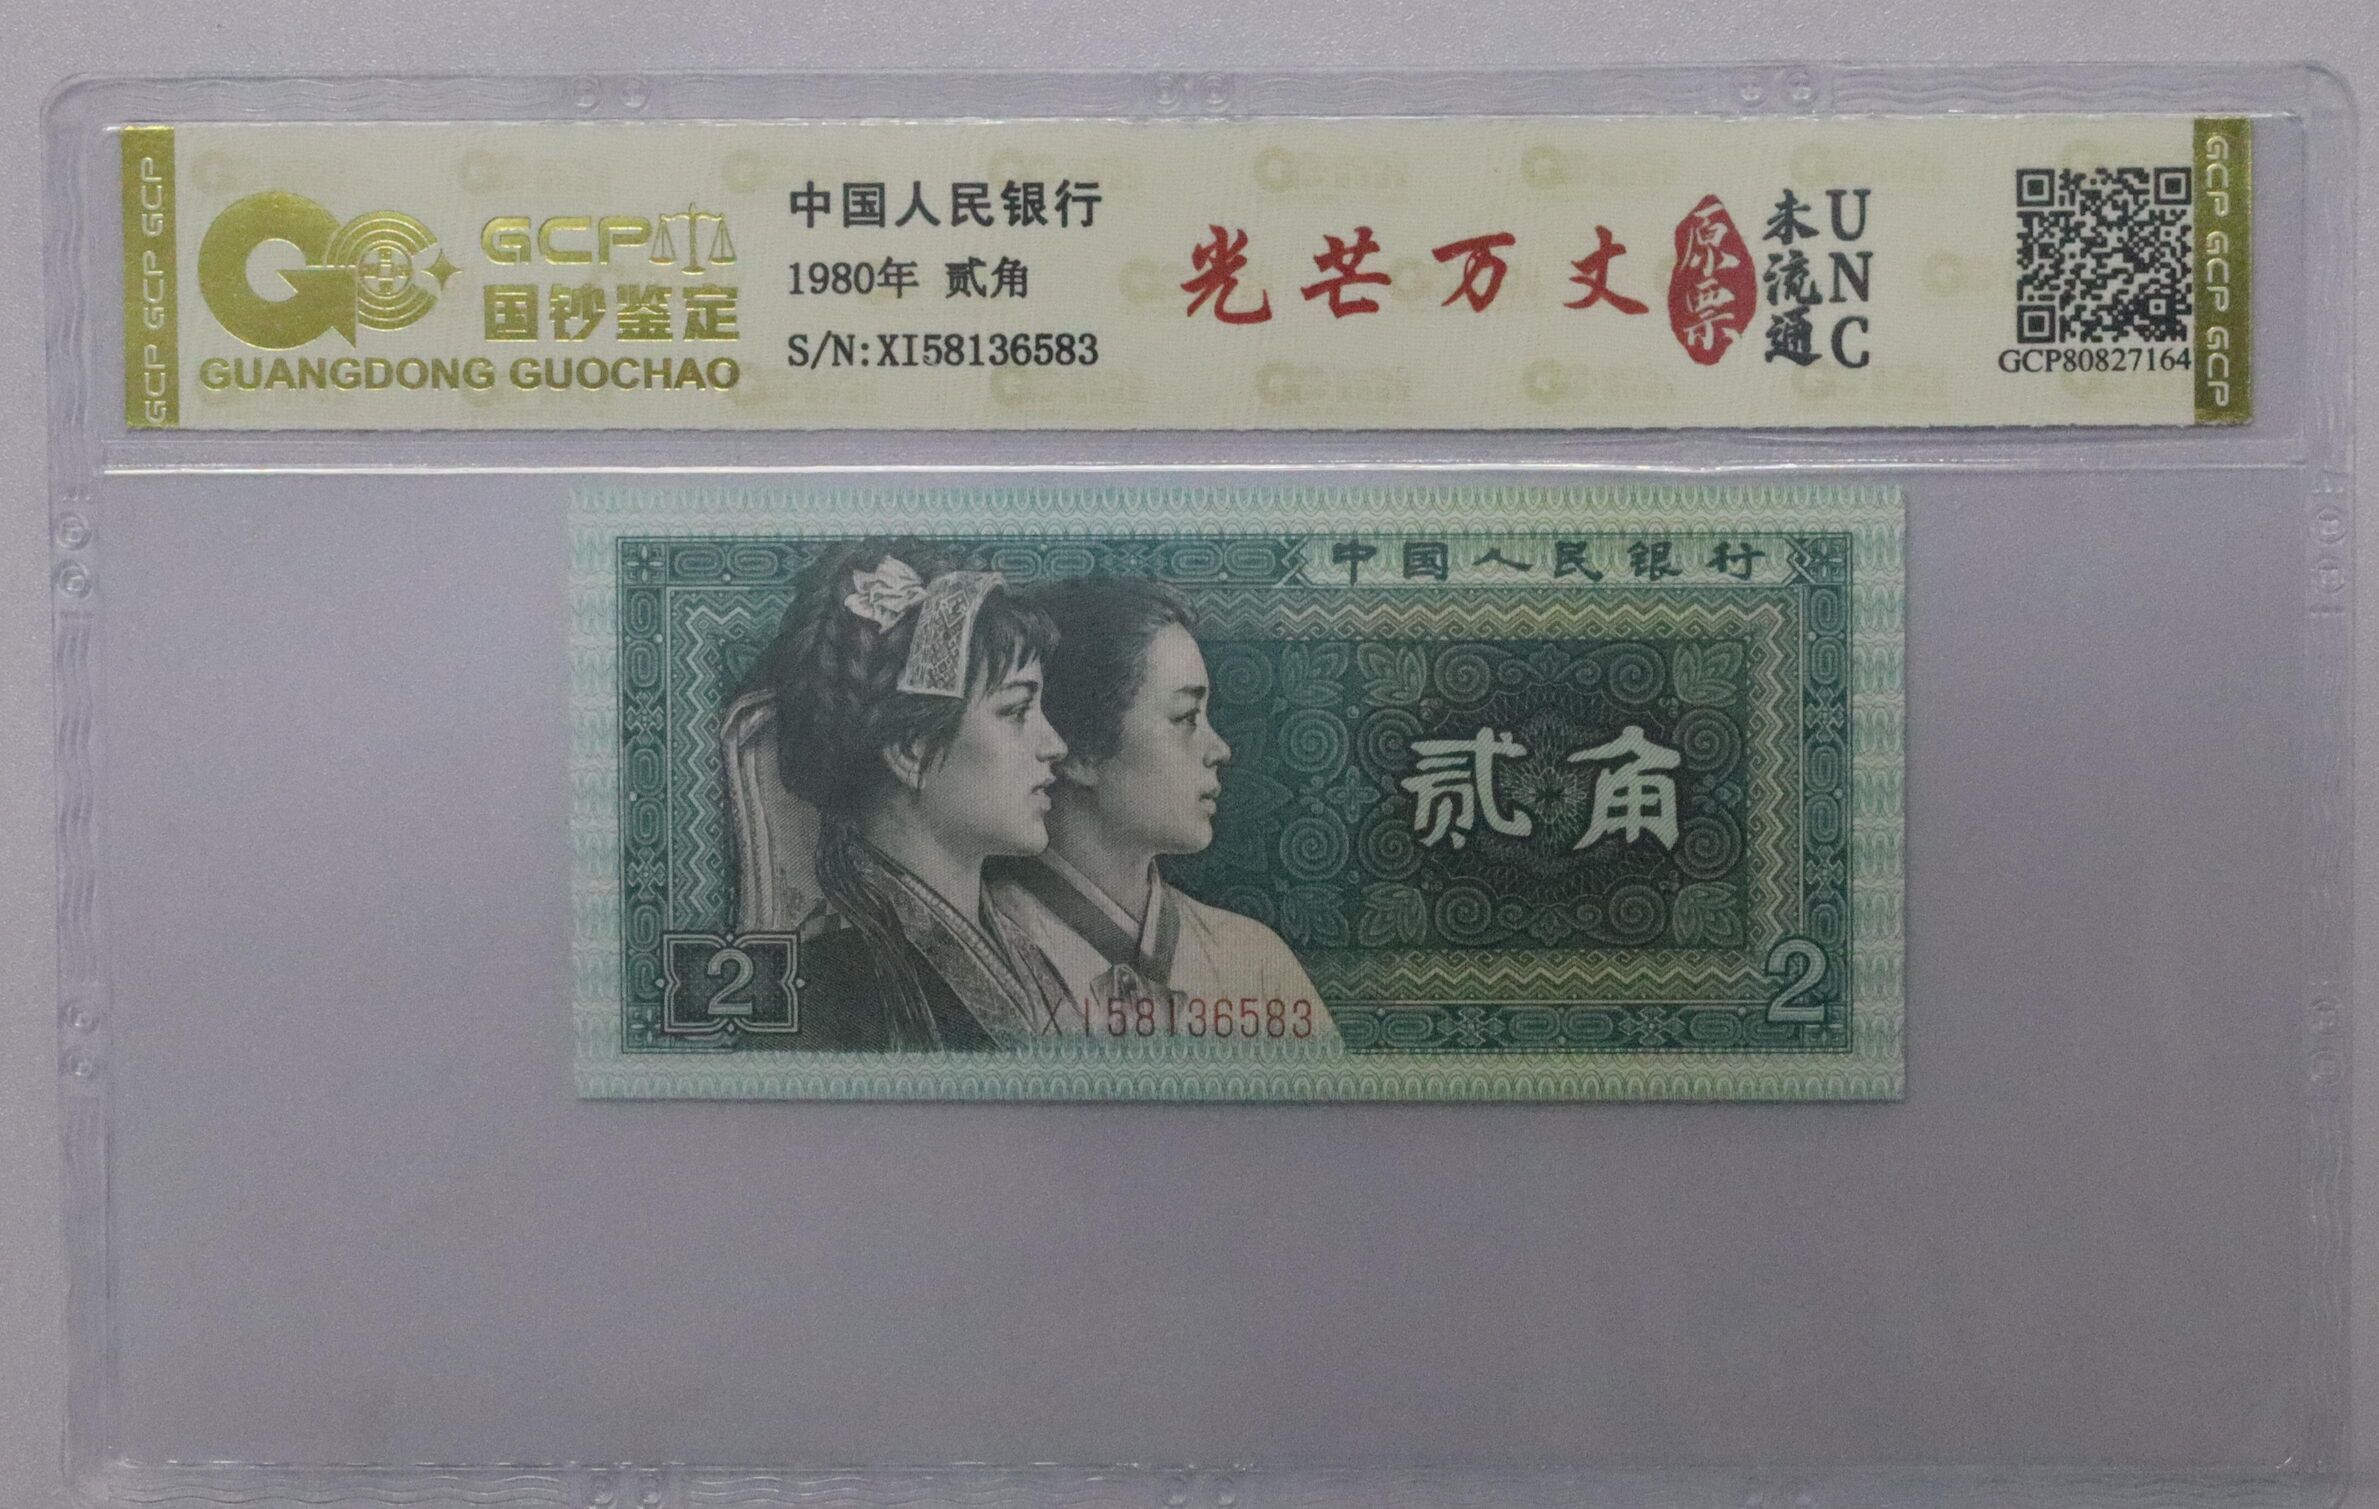 GCP GCP GCP
GCP
国钞鉴定
GUANGDONG GUOCHAO
中国人民银行
1980年 贰角
S/N:XI58136583
光芒万丈
原票
未流通
UNC
GCP80827164
GCP GCP GCP
中国人民银行
贰角
2
XI58136583
2